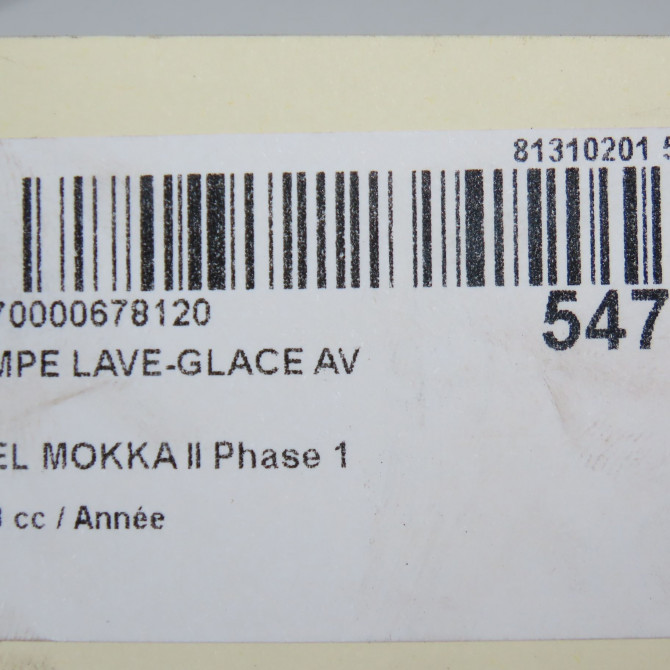 81310201 5
70000678120
547
MPE LAVE-GLACE AV
EL MOKKA II Phase 1
cc / Année